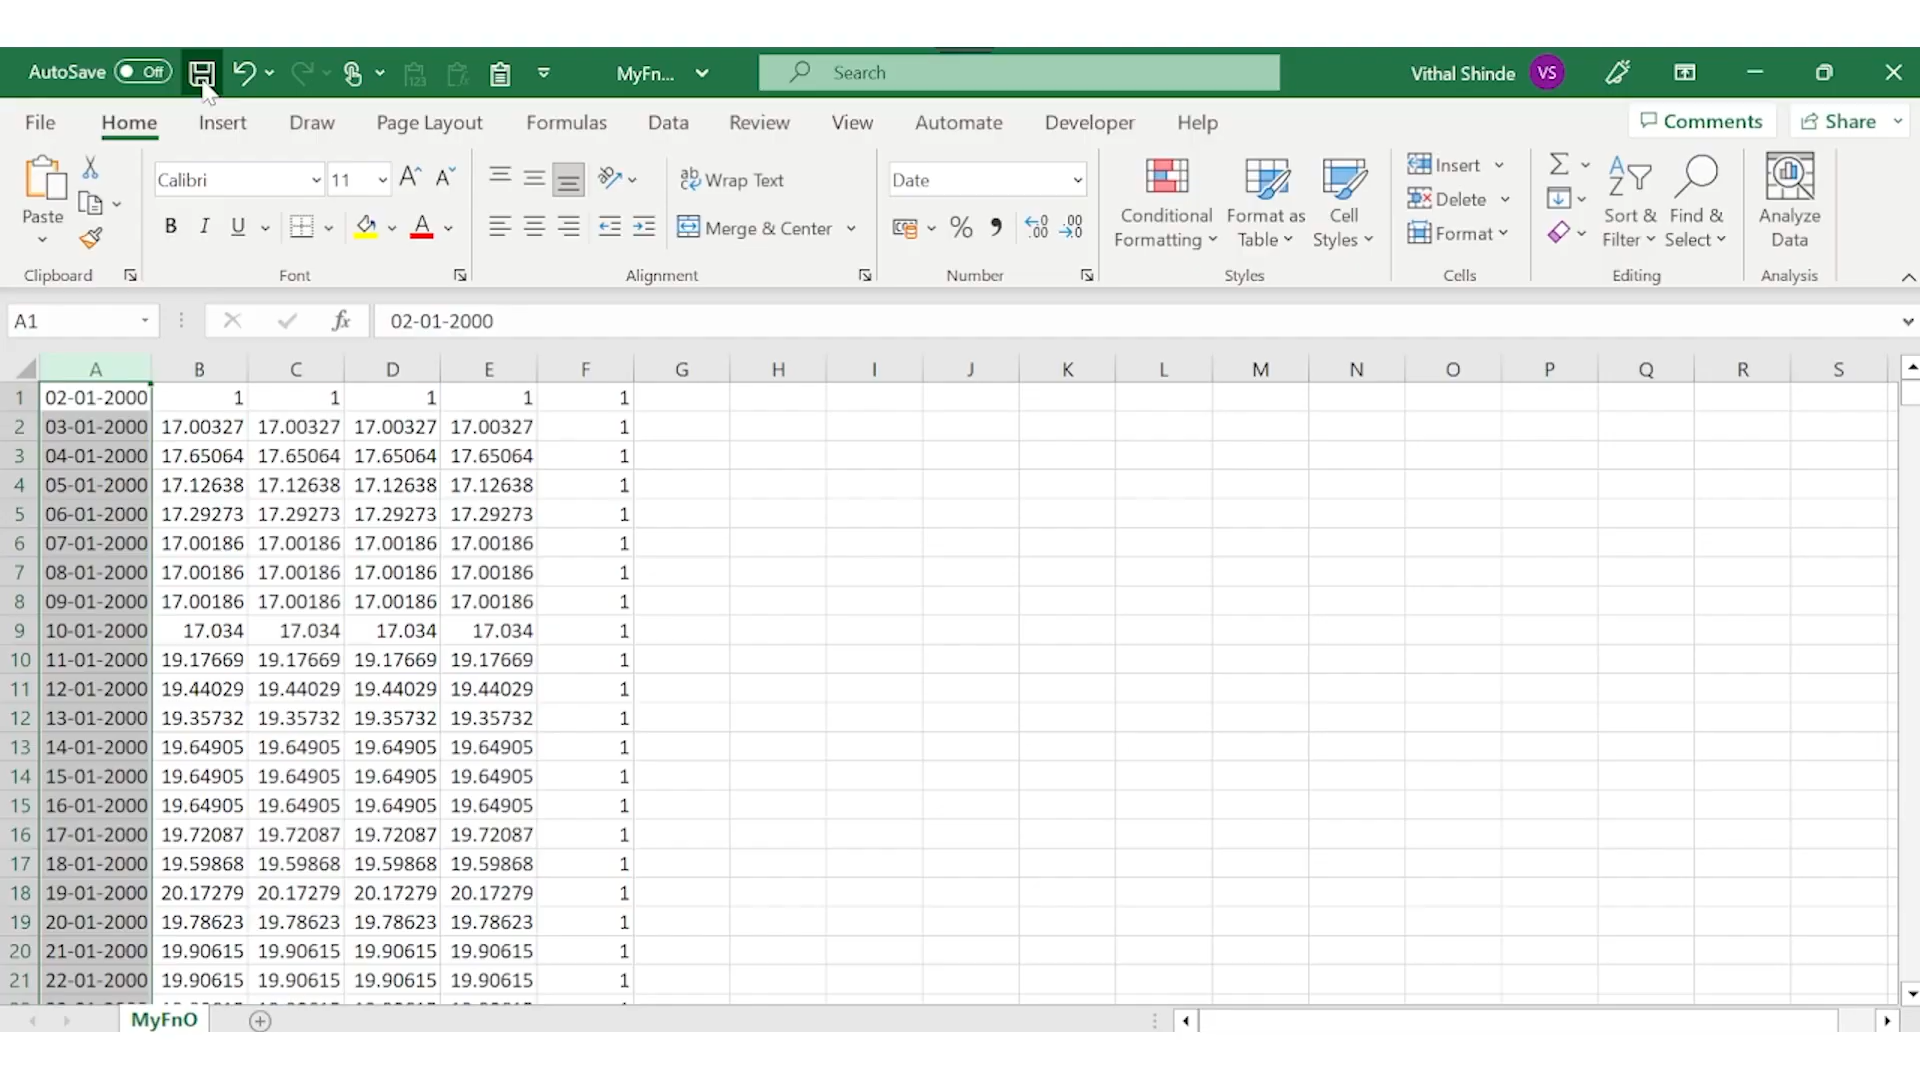 AutoSave Off MyFn... Search Vithal Shinde VS
File Home Insert Draw Page Layout Formulas Data Review View Automate Developer Help Comments Share
Paste
Clipboard
Calibri 11
B I U
Font
Wrap Text
Merge & Center
Alignment
Date
Number
Conditional Formatting
Format as Table
Cell Styles
Styles
Insert
Delete
Format
Cells
Sort & Filter
Find & Select
Editing
Analyze Data
Analysis
A1 fx 02-01-2000
A B C D E F G H I J K L M N O P Q R S
1 02-01-2000 1 1 1 1 1
2 03-01-2000 17.00327 17.00327 17.00327 17.00327 1
3 04-01-2000 17.65064 17.65064 17.65064 17.65064 1
4 05-01-2000 17.12638 17.12638 17.12638 17.12638 1
5 06-01-2000 17.29273 17.29273 17.29273 17.29273 1
6 07-01-2000 17.00186 17.00186 17.00186 17.00186 1
7 08-01-2000 17.00186 17.00186 17.00186 17.00186 1
8 09-01-2000 17.00186 17.00186 17.00186 17.00186 1
9 10-01-2000 17.034 17.034 17.034 17.034 1
10 11-01-2000 19.17669 19.17669 19.17669 19.17669 1
11 12-01-2000 19.44029 19.44029 19.44029 19.44029 1
12 13-01-2000 19.35732 19.35732 19.35732 19.35732 1
13 14-01-2000 19.64905 19.64905 19.64905 19.64905 1
14 15-01-2000 19.64905 19.64905 19.64905 19.64905 1
15 16-01-2000 19.64905 19.64905 19.64905 19.64905 1
16 17-01-2000 19.72087 19.72087 19.72087 19.72087 1
17 18-01-2000 19.59868 19.59868 19.59868 19.59868 1
18 19-01-2000 20.17279 20.17279 20.17279 20.17279 1
19 20-01-2000 19.78623 19.78623 19.78623 19.78623 1
20 21-01-2000 19.90615 19.90615 19.90615 19.90615 1
21 22-01-2000 19.90615 19.90615 19.90615 19.90615 1
MyFnO